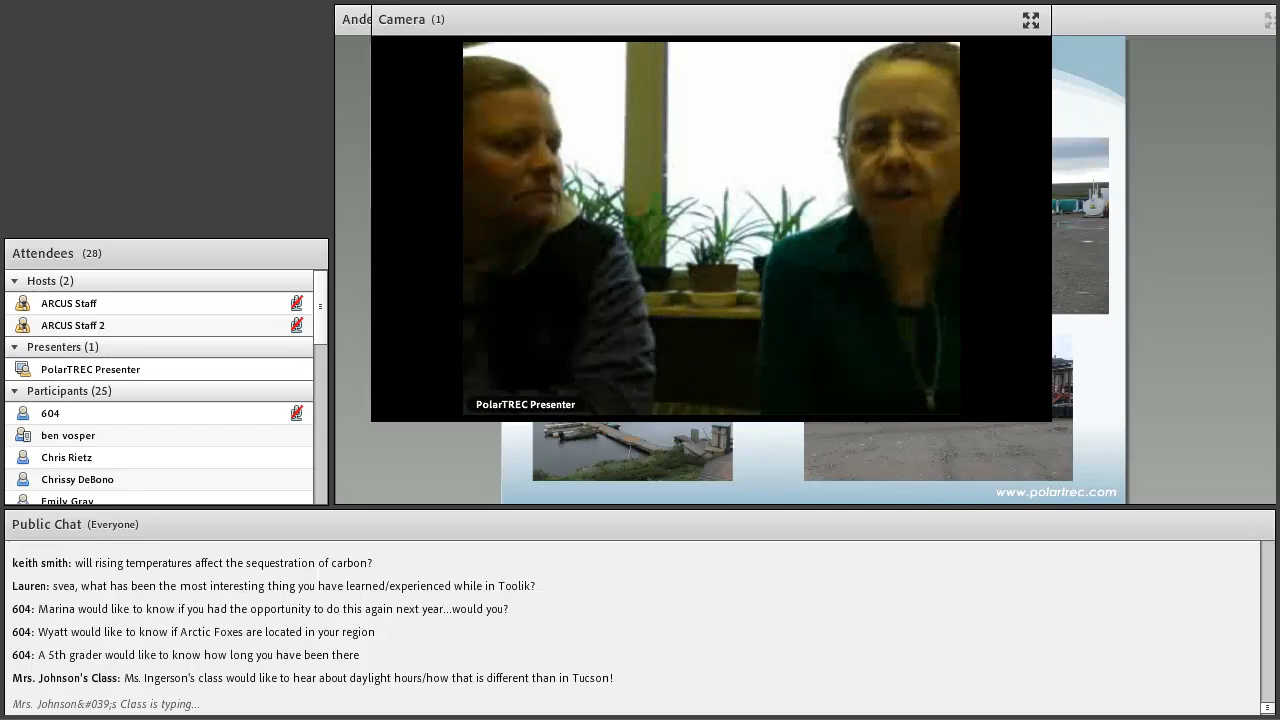 Ande
Camera (1)
PolarTREC Presenter
www.polartrec.com
Attendees (28)
Hosts (2)
ARCUS Staff
ARCUS Staff 2
Presenters (1)
PolarTREC Presenter
Participants (25)
604
ben vosper
Chris Rietz
Chrissy DeBono
Emily Gray
Public Chat (Everyone)
keith smith: will rising temperatures affect the sequestration of carbon?
Lauren: svea, what has been the most interesting thing you have learned/experienced while in Toolik?
604: Marina would like to know if you had the opportunity to do this again next year...would you?
604: Wyatt would like to know if Arctic Foxes are located in your region
604: A 5th grader would like to know how long you have been there
Mrs. Johnson's Class: Ms. Ingerson's class would like to hear about daylight hours/how that is different than in Tucson!
Mrs. Johnson&#039;s Class is typing...